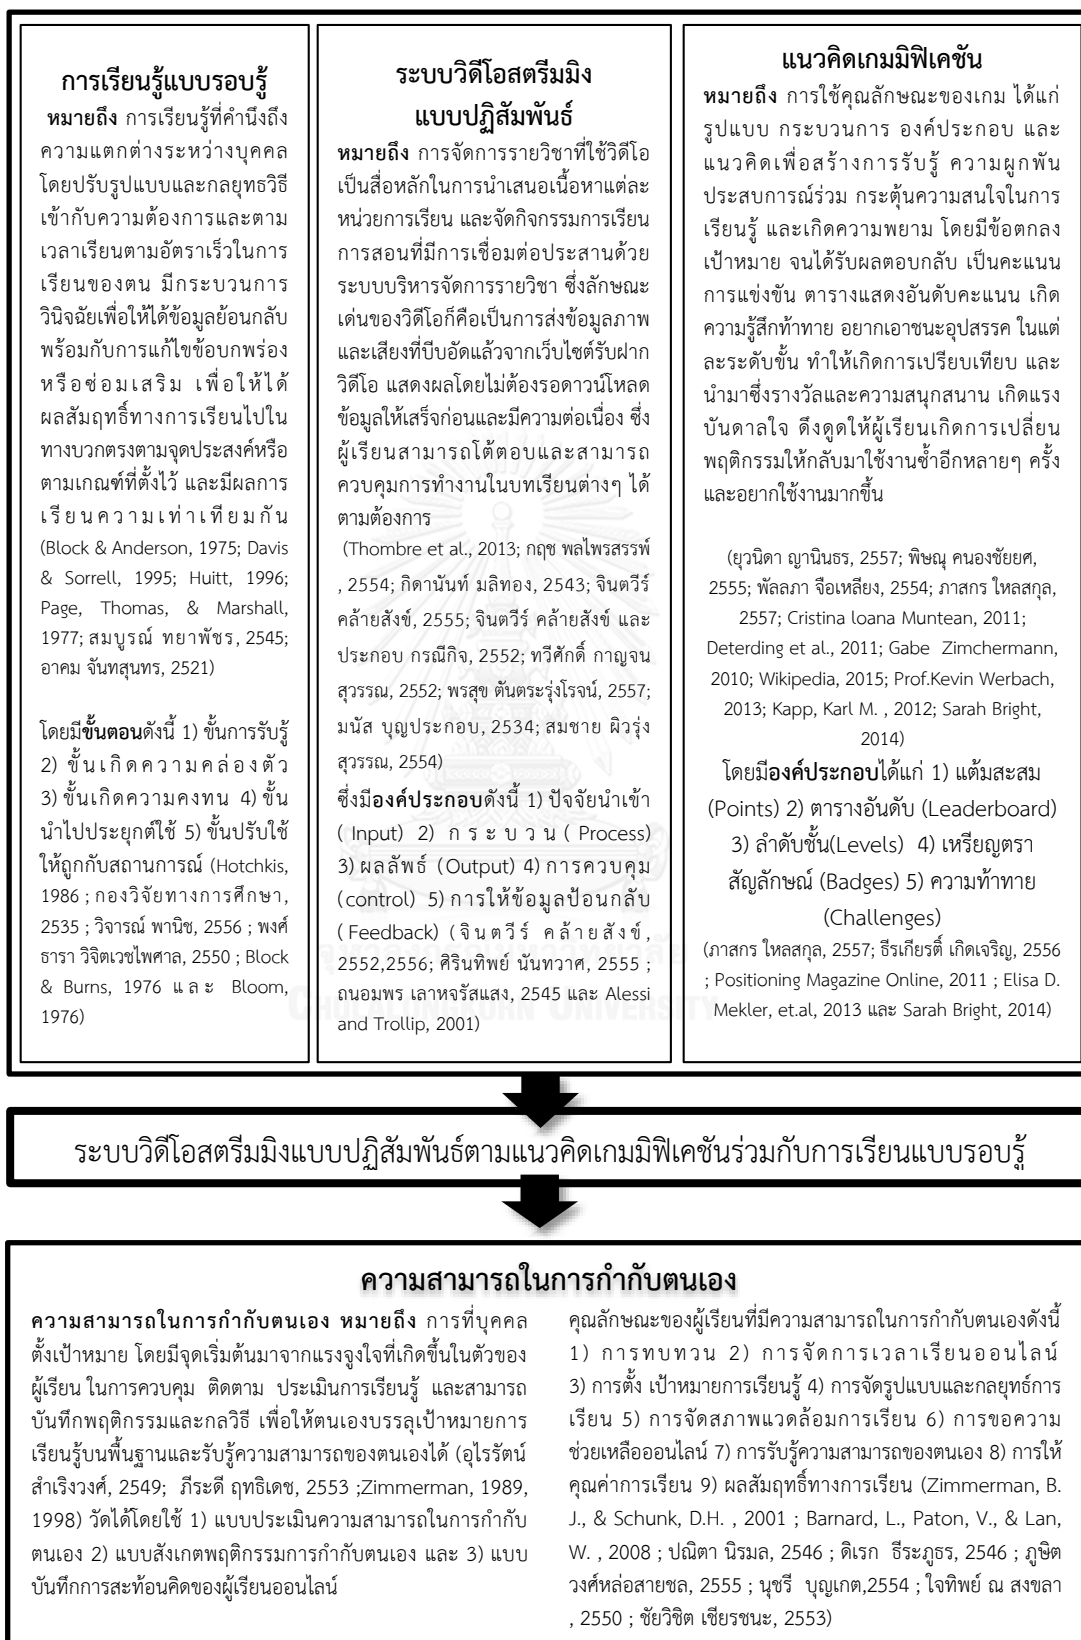 การเรียนรู้แบบรอบรู้
หมายถึง การเรียนรู้ที่คำนึงถึง
ความแตกต่างระหว่างบุคคล
โดยปรับรูปแบบและกลยุทธวิธี
เข้ากับความต้องการและตาม
เวลาเรียนตามอัตราเร็วในการ
เรียนของตน มีกระบวนการ
วินิจฉัยเพื่อให้ได้ข้อมูลย้อนกลับ
พร้อมกับการแก้ไขข้อบกพร่อง
หรือซ่อมเสริม เพื่อให้ได้
ผลสัมฤทธิ์ทางการเรียนไปใน
ทางบวกตรงตามจุดประสงค์หรือ
ตามเกณฑ์ที่ตั้งไว้ และมีผลการ
เรียนความเท่าเทียมกัน
(Block & Anderson, 1975; Davis
& Sorrell, 1995; Huitt, 1996;
Page, Thomas, & Marshall,
1977; สมบูรณ์ ทยาพัชร, 2545;
อาคม จันทสุนทร, 2521)
โดยมีขั้นตอนดังนี้ 1) ขั้นการรับรู้
2) ขั้นเกิดความคล่องตัว
3) ขั้นเกิดความคงทน 4) ขั้น
นำไปประยุกต์ใช้ 5) ขั้นปรับใช้
ให้ถูกกับสถานการณ์ (Hotchkis,
1986 ; กองวิจัยทางการศึกษา,
2535 ; วิจารณ์ พานิช, 2556 ; พงศ์
ธารา วิจิตเวชไพศาล, 2550 ; Block
& Burns, 1976 และ Bloom,
1976)
ระบบวิดีโอสตรีมมิง
แบบปฏิสัมพันธ์
หมายถึง การจัดการรายวิชาที่ใช้วิดีโอ
เป็นสื่อหลักในการนำเสนอเนื้อหาแต่ละ
หน่วยการเรียน และจัดกิจกรรมการเรียน
การสอนที่มีการเชื่อมต่อประสานด้วย
ระบบบริหารจัดการรายวิชา ซึ่งลักษณะ
เด่นของวิดีโอก็คือเป็นการส่งข้อมูลภาพ
และเสียงที่บีบอัดแล้วจากเว็บไซต์รับฝาก
วิดีโอ แสดงผลโดยไม่ต้องรอดาวน์โหลด
ข้อมูลให้เสร็จก่อนและมีความต่อเนื่อง ซึ่ง
ผู้เรียนสามารถโต้ตอบและสามารถ
ควบคุมการทำงานในบทเรียนต่างๆ ได้
ตามต้องการ
(Thombre et al., 2013; กฤช พลไพรสรรพ์
, 2554; กิดานันท์ มลิทอง, 2543; จินตวีร์
คล้ายสังข์, 2555; จินตวีร์ คล้ายสังข์ และ
ประกอบ กรณีกิจ, 2552; ทวีศักดิ์ กาญจน
สุวรรณ, 2552; พรสุข ตันตระรุ่งโรจน์, 2557;
มนัส บุญประกอบ, 2534; สมชาย ผิวรุ่ง
สุวรรณ, 2554)
ซึ่งมีองค์ประกอบดังนี้ 1) ปัจจัยนำเข้า
(Input) 2) กระบวน (Process)
3) ผลลัพธ์ (Output) 4) การควบคุม
(control) 5) การให้ข้อมูลป้อนกลับ
(Feedback) (จินตวีร์ คล้ายสังข์,
2552,2556; ศิรินทิพย์ นันทวาศ, 2555 ;
ถนอมพร เลาหจรัสแสง, 2545 และ Alessi
and Trollip, 2001)
แนวคิดเกมมิฟิเคชัน
หมายถึง การใช้คุณลักษณะของเกม ได้แก่
รูปแบบ กระบวนการ องค์ประกอบ และ
แนวคิดเพื่อสร้างการรับรู้ ความผูกพัน
ประสบการณ์ร่วม กระตุ้นความสนใจในการ
เรียนรู้ และเกิดความพยาม โดยมีข้อตกลง
เป้าหมาย จนได้รับผลตอบกลับ เป็นคะแนน
การแข่งขัน ตารางแสดงอันดับคะแนน เกิด
ความรู้สึกท้าทาย อยากเอาชนะอุปสรรค ในแต่
ละระดับขั้น ทำให้เกิดการเปรียบเทียบ และ
นำมาซึ่งรางวัลและความสนุกสนาน เกิดแรง
บันดาลใจ ดึงดูดให้ผู้เรียนเกิดการเปลี่ยน
พฤติกรรมให้กลับมาใช้งานซ้ำอีกหลายๆ ครั้ง
และอยากใช้งานมากขึ้น
(ยุวนิดา ญานินธร, 2557; พิษณุ คนองชัยยศ,
2555; พัลลภา จือเหลียง, 2554; ภาสกร ใหลสกุล,
2557; Cristina Ioana Muntean, 2011;
Deterding et al., 2011; Gabe Zimchermann,
2010; Wikipedia, 2015; Prof.Kevin Werbach,
2013; Kapp, Karl M. , 2012; Sarah Bright,
2014)
โดยมีองค์ประกอบได้แก่ 1) แต้มสะสม
(Points) 2) ตารางอันดับ (Leaderboard)
3) ลำดับชั้น(Levels) 4) เหรียญตรา
สัญลักษณ์ (Badges) 5) ความท้าทาย
(Challenges)
(ภาสกร ใหลสกุล, 2557; ธีรเกียรติ์ เกิดเจริญ, 2556
; Positioning Magazine Online, 2011 ; Elisa D.
Mekler, et.al, 2013 และ Sarah Bright, 2014)
จุฬาลงกรณ์มหาวิทยาลัย
CHULALONGKORN UNIVERSITY
ระบบวิดีโอสตรีมมิงแบบปฏิสัมพันธ์ตามแนวคิดเกมมิฟิเคชันร่วมกับการเรียนแบบรอบรู้
ความสามารถในการกำกับตนเอง
ความสามารถในการกำกับตนเอง หมายถึง การที่บุคคล
ตั้งเป้าหมาย โดยมีจุดเริ่มต้นมาจากแรงจูงใจที่เกิดขึ้นในตัวของ
ผู้เรียน ในการควบคุม ติดตาม ประเมินการเรียนรู้ และสามารถ
บันทึกพฤติกรรมและกลวิธี เพื่อให้ตนเองบรรลุเป้าหมายการ
เรียนรู้บนพื้นฐานและรับรู้ความสามารถของตนเองได้ (อุไรรัตน์
สำเริงวงศ์, 2549; ภีระดี ฤทธิเดช, 2553 ;Zimmerman, 1989,
1998) วัดได้โดยใช้ 1) แบบประเมินความสามารถในการกำกับ
ตนเอง 2) แบบสังเกตพฤติกรรมการกำกับตนเอง และ 3) แบบ
บันทึกการสะท้อนคิดของผู้เรียนออนไลน์
คุณลักษณะของผู้เรียนที่มีความสามารถในการกำกับตนเองดังนี้
1) การทบทวน 2) การจัดการเวลาเรียนออนไลน์
3) การตั้ง เป้าหมายการเรียนรู้ 4) การจัดรูปแบบและกลยุทธ์การ
เรียน 5) การจัดสภาพแวดล้อมการเรียน 6) การขอความ
ช่วยเหลือออนไลน์ 7) การรับรู้ความสามารถของตนเอง 8) การให้
คุณค่าการเรียน 9) ผลสัมฤทธิ์ทางการเรียน (Zimmerman, B.
J., & Schunk, D.H. , 2001 ; Barnard, L., Paton, V., & Lan,
W. , 2008 ; ปณิตา นิรมล, 2546 ; ดิเรก ธีระภูธร, 2546 ; ภูษิต
วงศ์หล่อสายชล, 2555 ; นุชรี บุญเกต,2554 ; ใจทิพย์ ณ สงขลา
, 2550 ; ชัยวิชิต เชียรชนะ, 2553)